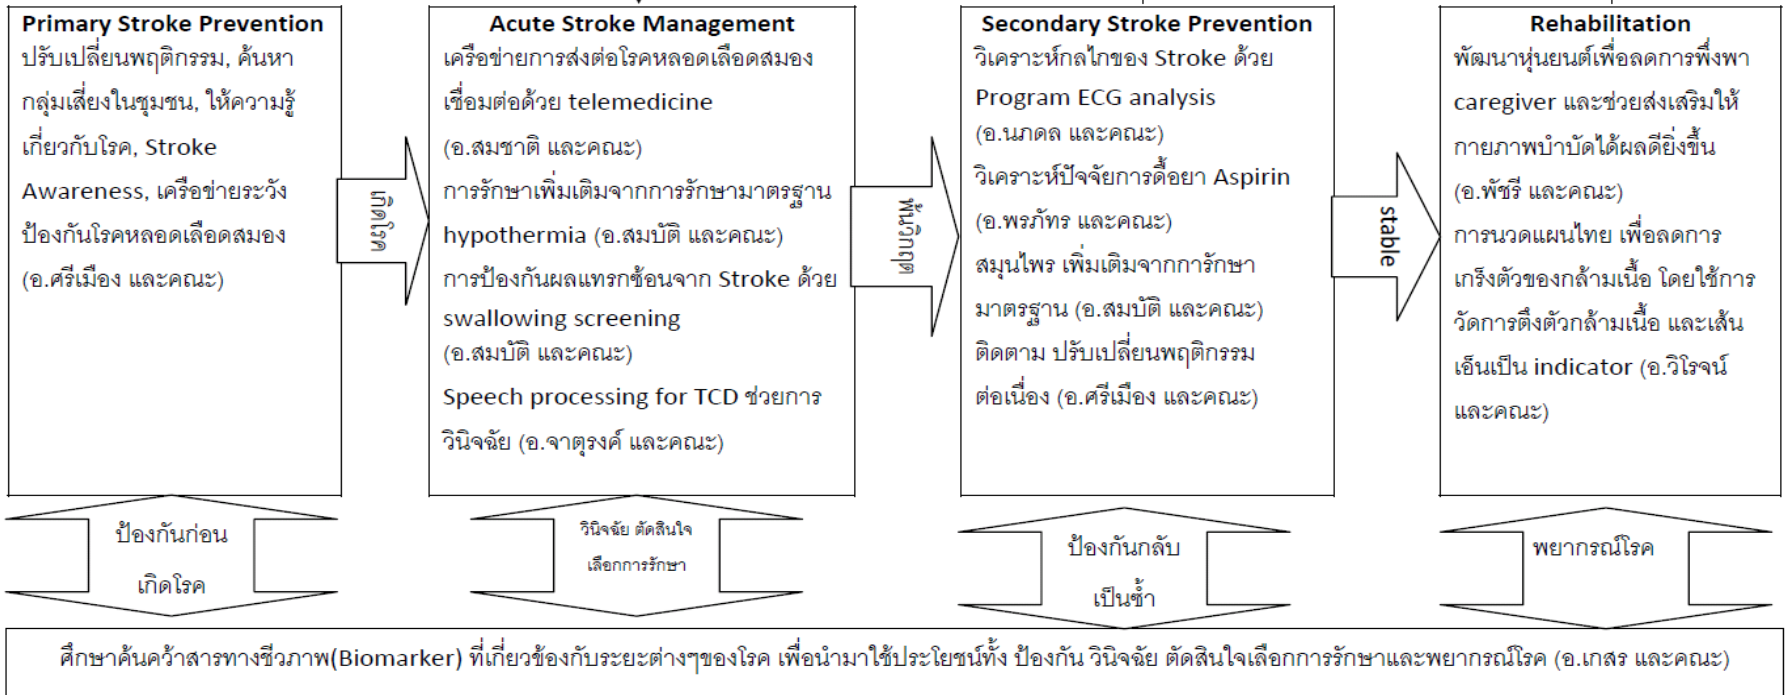 Primary Stroke Prevention
ปรับเปลี่ยนพฤติกรรม, ค้นหา
กลุ่มเสี่ยงในชุมชน, ให้ความรู้
เกี่ยวกับโรค, Stroke
Awareness, เครือข่ายระวัง
ป้องกันโรคหลอดเลือดสมอง
(อ.ศรีเมือง และคณะ)
เกิดโรค
Acute Stroke Management
เครือข่ายการส่งต่อโรคหลอดเลือดสมอง
เชื่อมต่อด้วย telemedicine
(อ.สมชาติ และคณะ)
การรักษาเพิ่มเติมจากการรักษามาตรฐาน
hypothermia (อ.สมบัติ และคณะ)
การป้องกันผลแทรกซ้อนจาก Stroke ด้วย
swallowing screening
(อ.สมบัติ และคณะ)
Speech processing for TCD ช่วยการ
วินิจฉัย (อ.จาตุรงค์ และคณะ)
พ้นวิกฤต
Secondary Stroke Prevention
วิเคราะห์กลไกของ Stroke ด้วย
Program ECG analysis
(อ.นภดล และคณะ)
วิเคราะห์ปัจจัยการดื้อยา Aspirin
(อ.พรภัทร และคณะ)
สมุนไพร เพิ่มเติมจากการักษา
มาตรฐาน (อ.สมบัติ และคณะ)
ติดตาม ปรับเปลี่ยนพฤติกรรม
ต่อเนื่อง (อ.ศรีเมือง และคณะ)
stable
Rehabilitation
พัฒนาหุ่นยนต์เพื่อลดการพึ่งพา
caregiver และช่วยส่งเสริมให้
กายภาพบำบัดได้ผลดียิ่งขึ้น
(อ.พัชรี และคณะ)
การนวดแผนไทย เพื่อลดการ
เกร็งตัวของกล้ามเนื้อ โดยใช้การ
วัดการตึงตัวกล้ามเนื้อ และเส้น
เอ็นเป็น indicator (อ.วิโรจน์
และคณะ)
ป้องกันก่อน
เกิดโรค
วินิจฉัย ตัดสินใจ
เลือกการรักษา
ป้องกันกลับ
เป็นซ้ำ
พยากรณ์โรค
ศึกษาค้นคว้าสารทางชีวภาพ(Biomarker) ที่เกี่ยวข้องกับระยะต่างๆของโรค เพื่อนำมาใช้ประโยชน์ทั้ง ป้องกัน วินิจฉัย ตัดสินใจเลือกการรักษาและพยากรณ์โรค (อ.เกสร และคณะ)